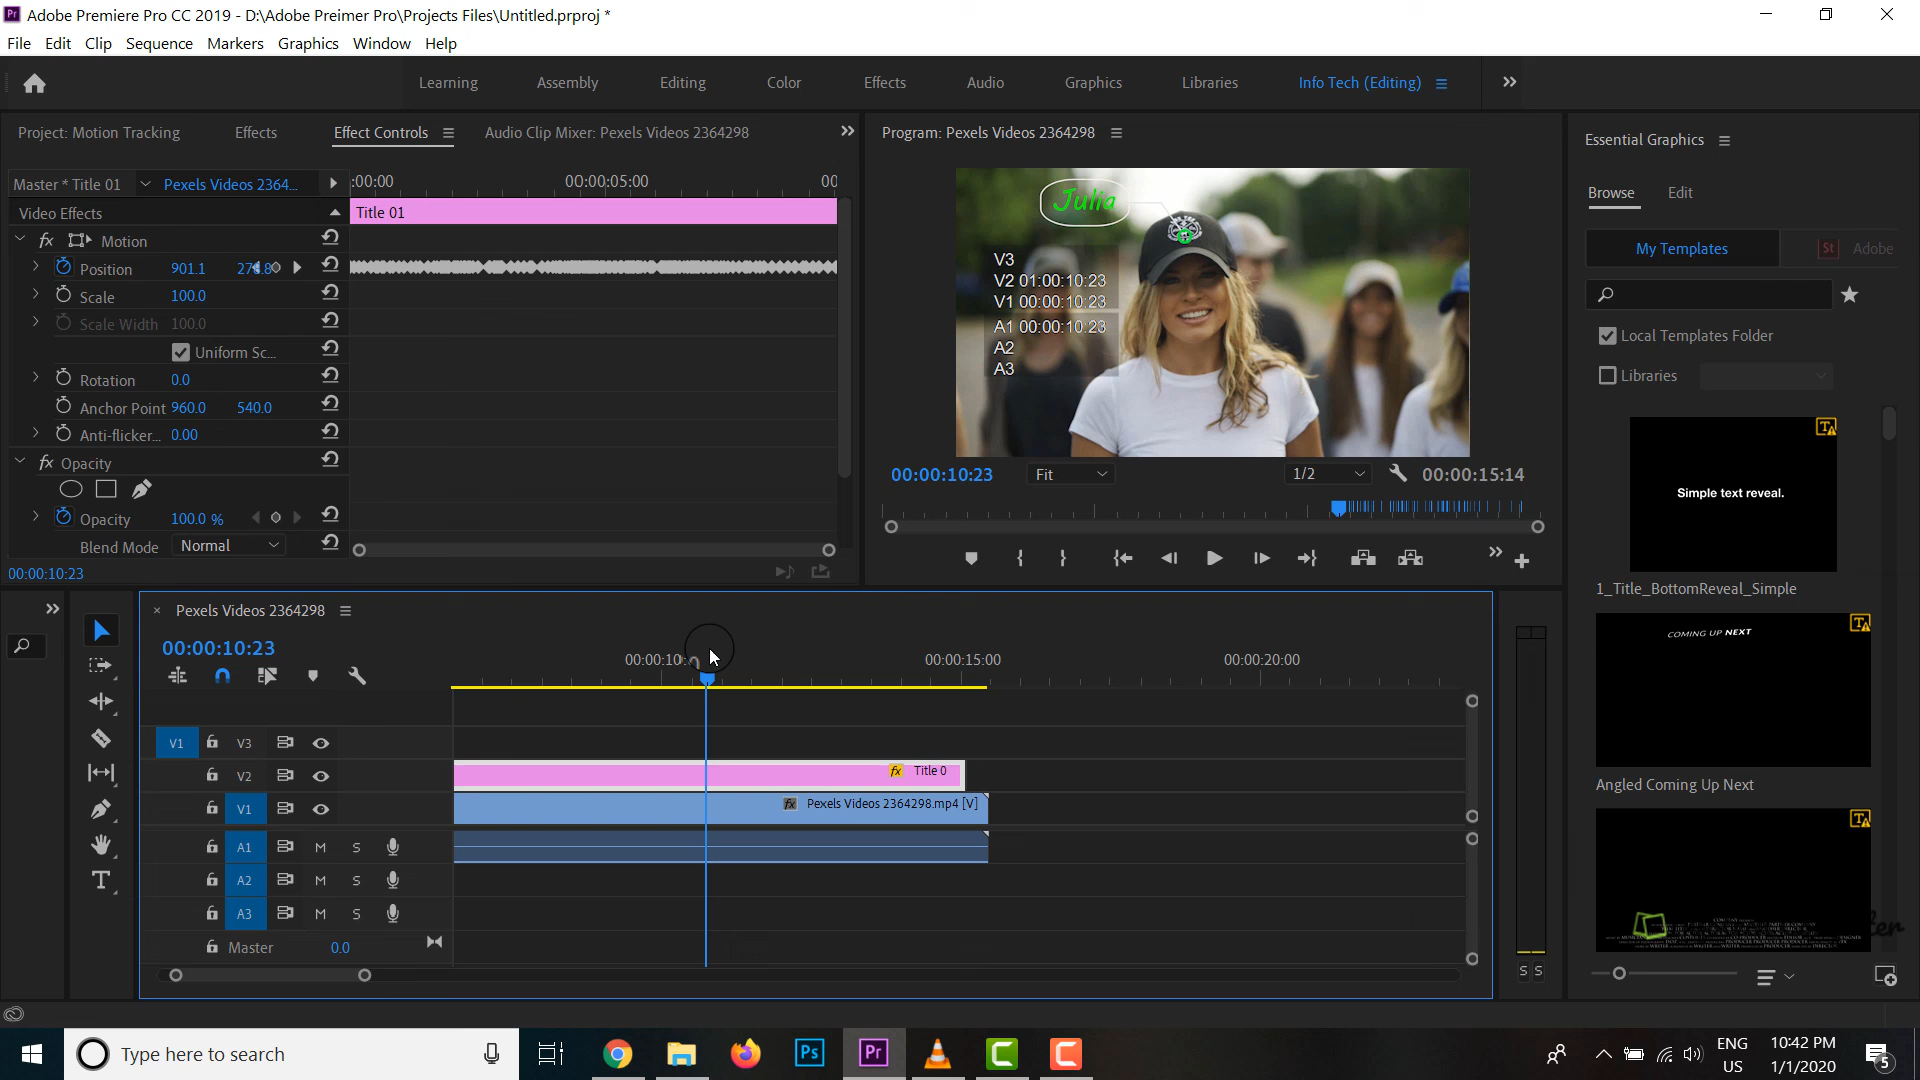 Adobe Premiere Pro CC 2019 - D:\Adobe Preimer Pro\Projects Files\Untitled.prproj *
File Edit Clip Sequence Markers Graphics Window Help
Learning Assembly Editing Color Effects Audio Graphics Libraries Info Tech (Editing)
Project: Motion Tracking Effects Effect Controls Audio Clip Mixer: Pexels Videos 2364298
Master * Title 01 Pexels Videos 2364... :00:00 00:00:05:00 00
Video Effects Title 01
Motion
Position 901.1
Scale 100.0
Scale Width 100.0
Uniform Sc...
Rotation 0.0
Anchor Point 960.0 540.0
Anti-flicker... 0.00
Opacity
Opacity 100.0 %
Blend Mode Normal
00:00:10:23
Program: Pexels Videos 2364298
Julia
V3
V2 01:00:10:23
V1 00:00:10:23
A1 00:00:10:23
A2
A3
00:00:10:23 Fit 1/2 00:00:15:14
Essential Graphics
Browse Edit
My Templates St Adobe
Local Templates Folder
Libraries
Simple text reveal.
1_Title_BottomReveal_Simple
COMING UP NEXT
Angled Coming Up Next
Pexels Videos 2364298
00:00:10:23
00:00:10: 00:00:15:00 00:00:20:00
V1 V3
V2 fx Title 0
V1 fx Pexels Videos 2364298.mp4 [V]
A1 M S
A2 M S
A3 M S
Master 0.0
S S
Type here to search
Ps Pr
ENG
US
10:42 PM
1/1/2020
5